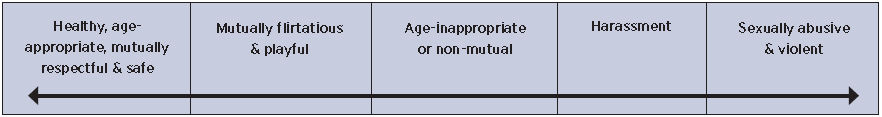 Healthy, age-
appropriate, mutually
respectful & safe
Mutually flirtatious
& playful
Age-inappropriate
or non-mutual
Harassment
Sexually abusive
& violent